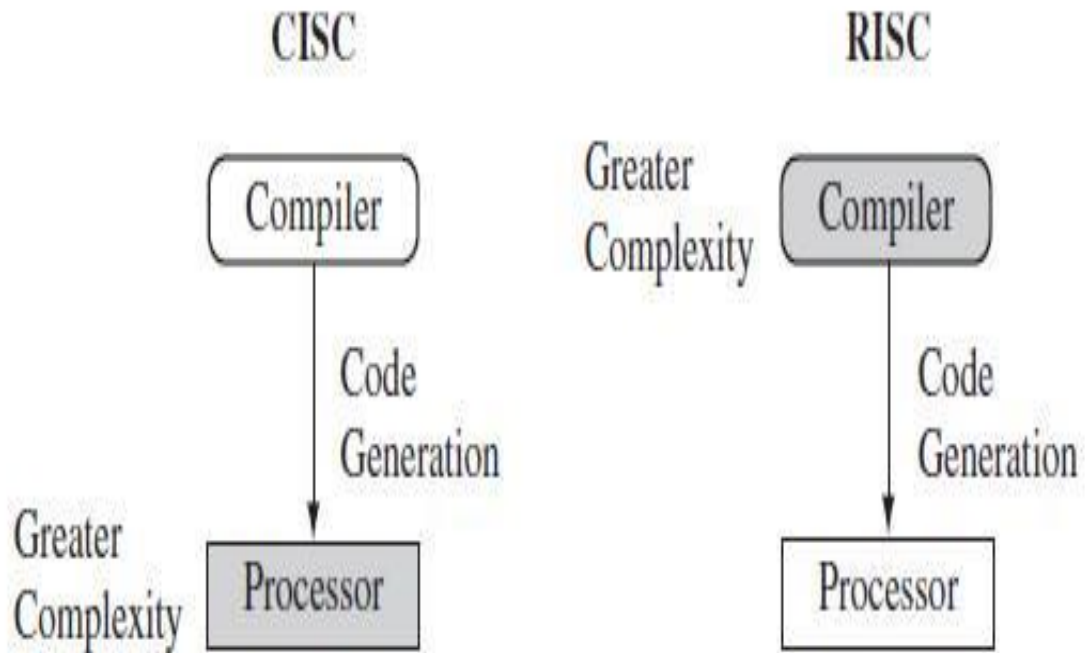 CISC
Compiler
Code
Generation
Greater
Complexity
Processor
RISC
Greater
Complexity
Compiler
Code
Generation
Processor